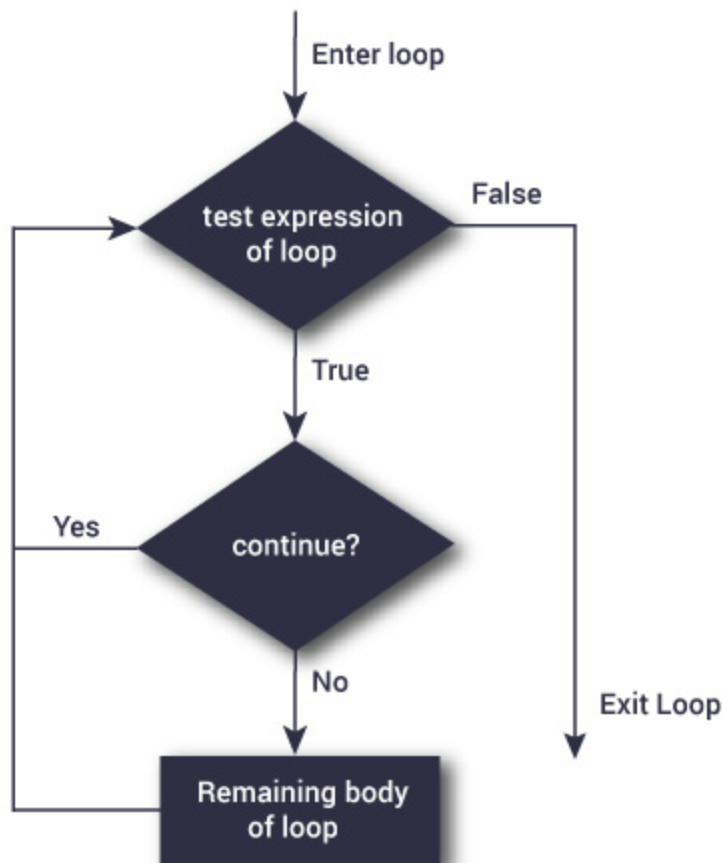 Enter loop
False
test expression
of loop
True
Yes
continue?
No
Exit Loop
Remaining body
of loop